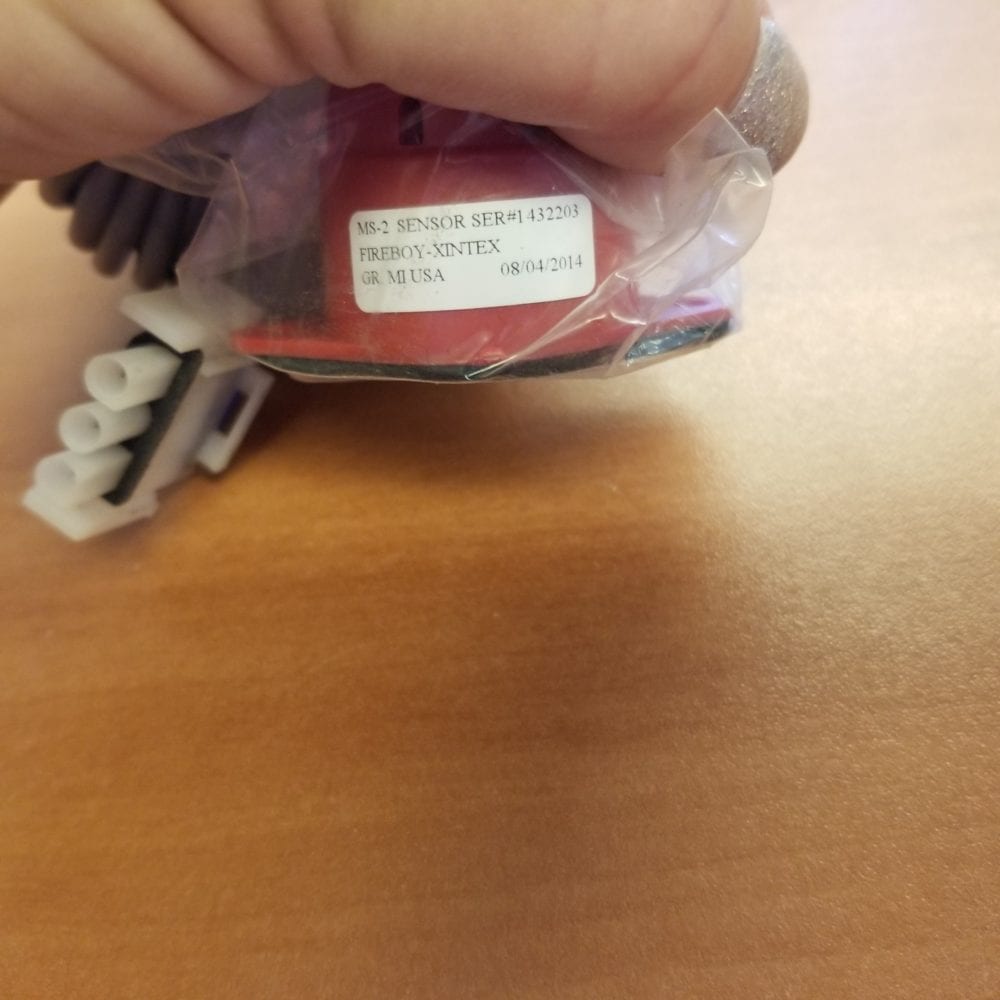 MS-2 SENSOR SER#1432203
FIREBOY-XINTEX
GR. MI USA 08/04/2014